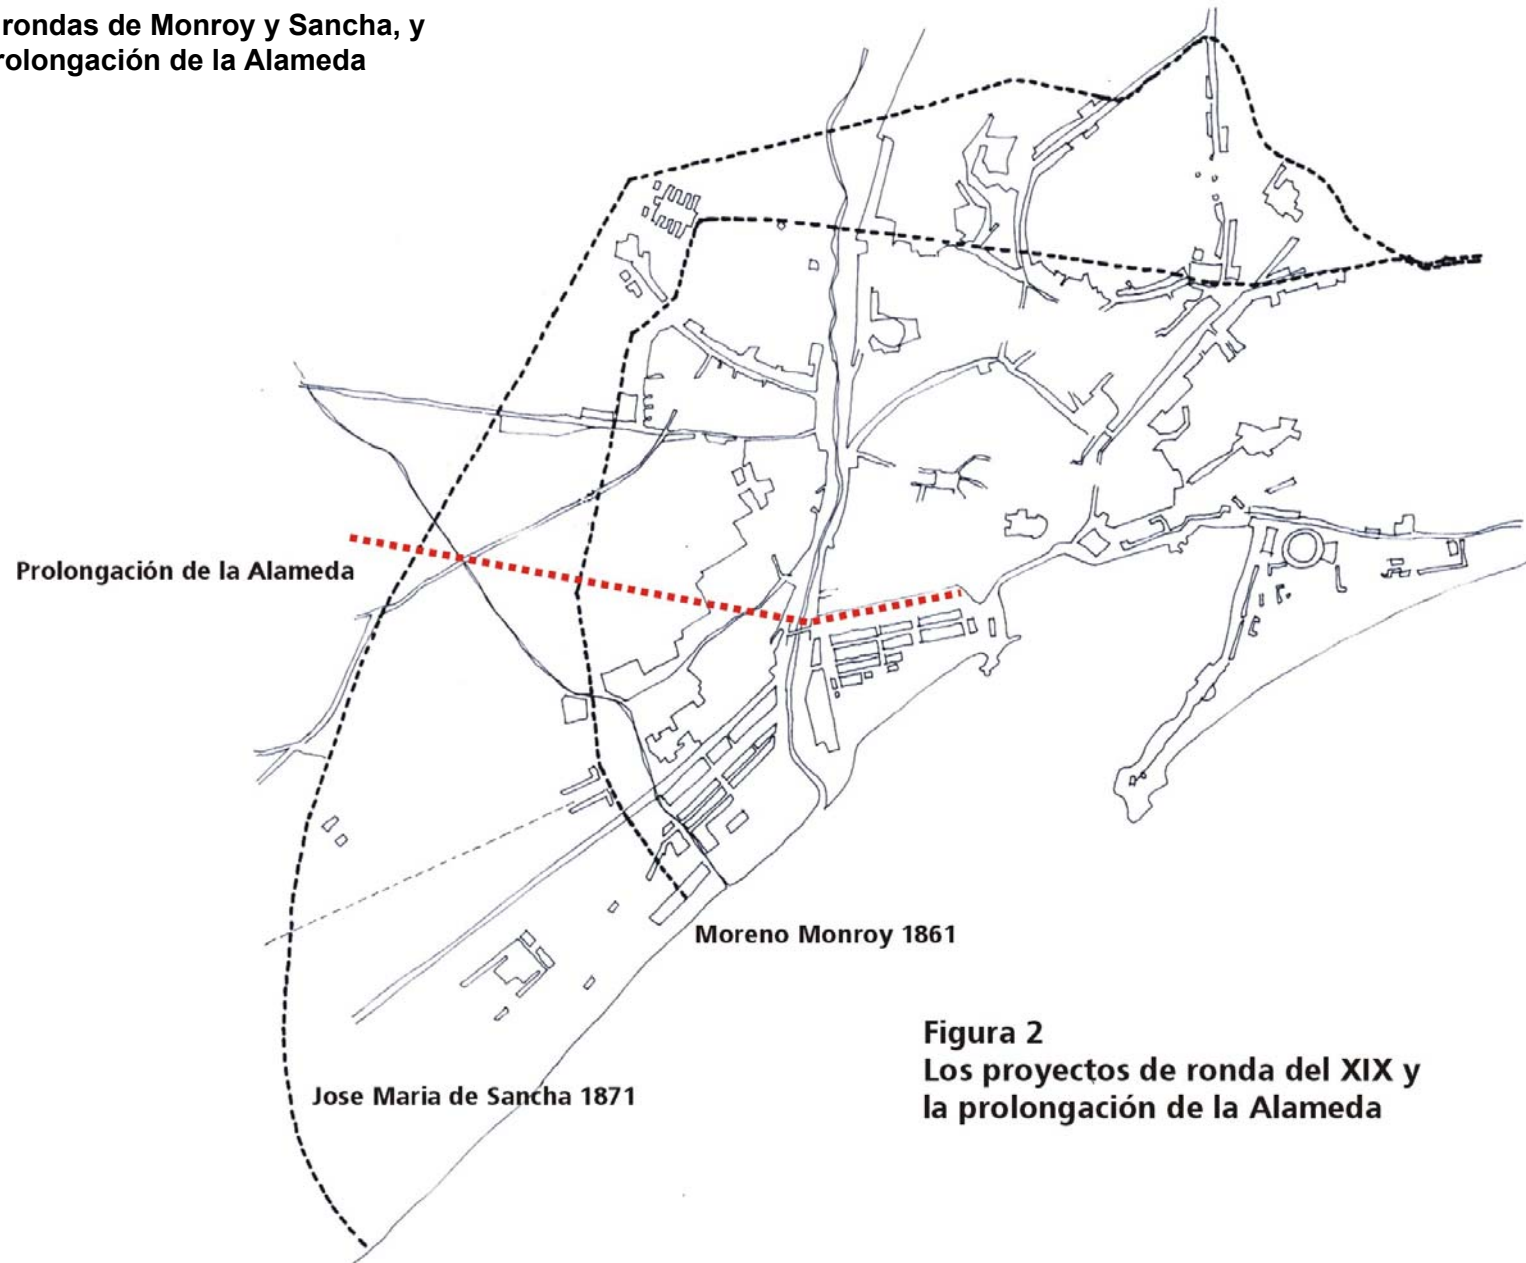 rondas de Monroy y Sancha, y
rolongación de la Alameda
Prolongación de la Alameda
Moreno Monroy 1861
Jose Maria de Sancha 1871
Figura 2
Los proyectos de ronda del XIX y
la prolongación de la Alameda